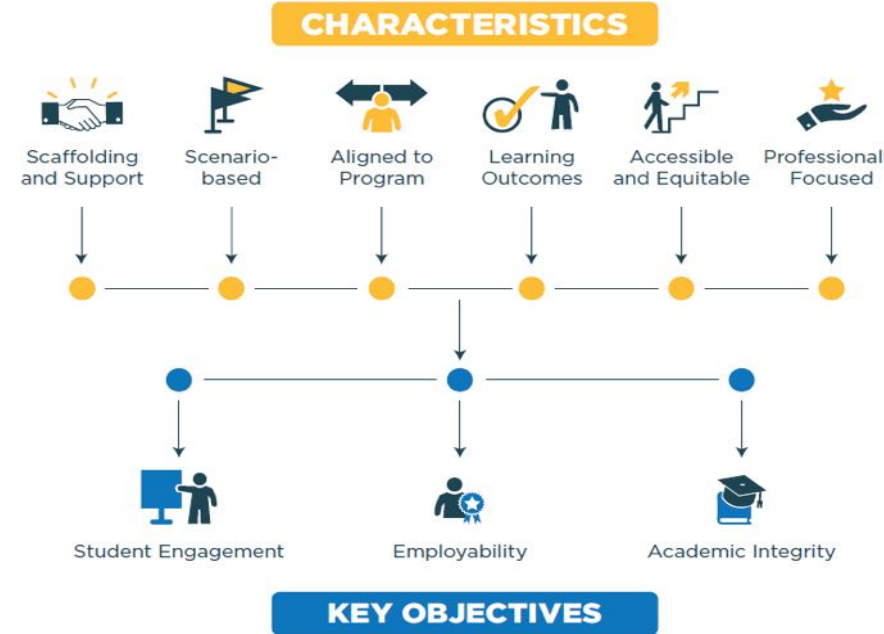 CHARACTERISTICS
Scaffolding
and Support
Scenario-
based
Aligned to
Program
Learning
Outcomes
Accessible
and Equitable
Professional
Focused
Student Engagement
Employability
Academic Integrity
KEY OBJECTIVES